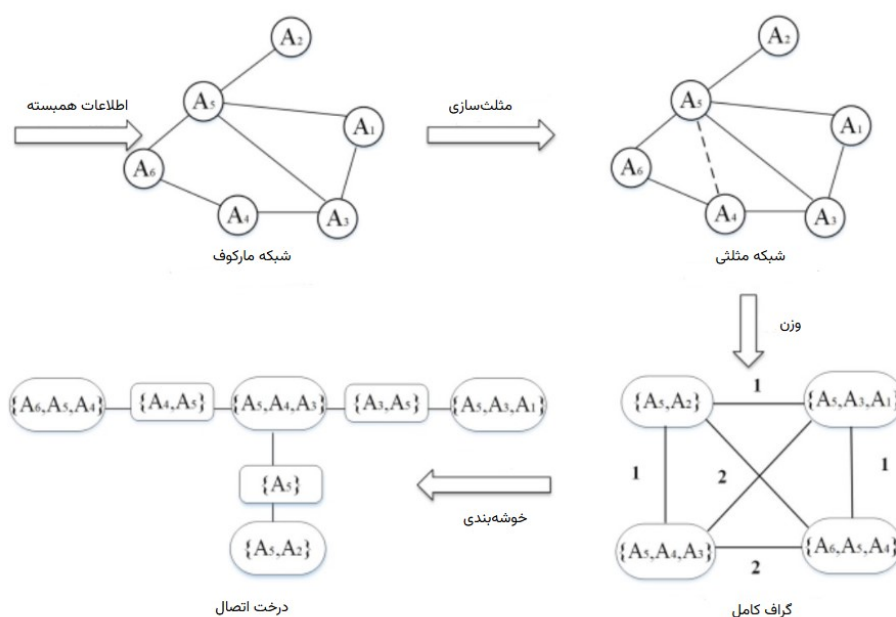 A₂
A₅
A₁
A₆
A₄
A₃
اطلاعات همبسته
شبکه مارکوف
مثلث‌سازی
A₂
A₅
A₁
A₆
A₄
A₃
شبکه مثلثی
وزن
{A₅,A₂}
1
{A₅,A₃,A₁}
1
2
1
{A₅,A₄,A₃}
2
{A₆,A₅,A₄}
گراف کامل
خوشه‌بندی
{A₆,A₅,A₄}
{A₄,A₅}
{A₅,A₄,A₃}
{A₃,A₅}
{A₅,A₃,A₁}
{A₅}
{A₅,A₂}
درخت اتصال